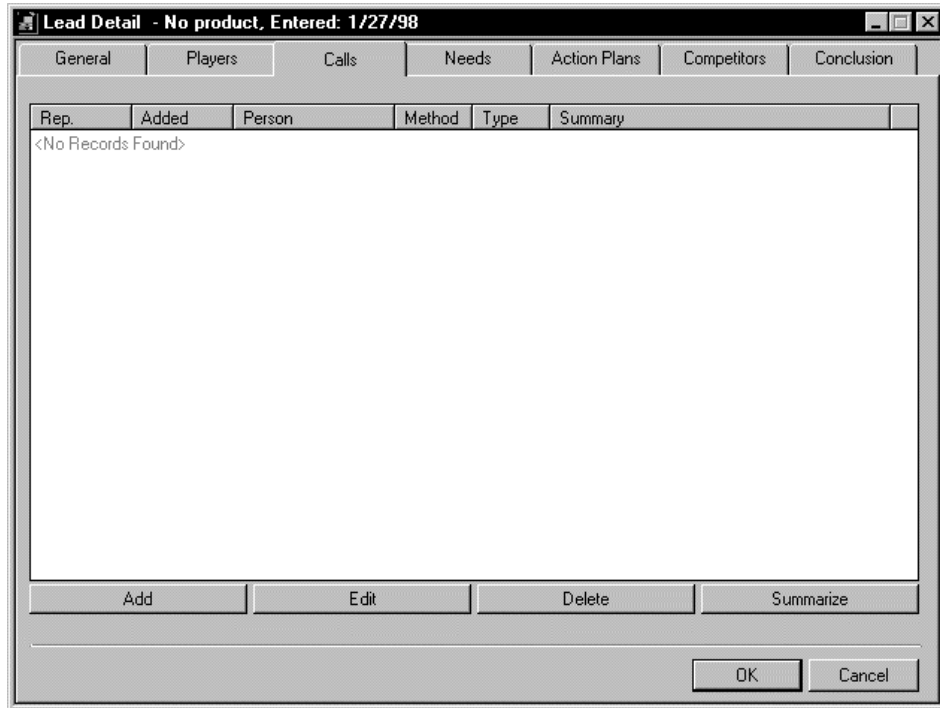 Lead Detail - No product, Entered: 1/27/98
General Players Calls Needs Action Plans Competitors Conclusion
Rep. Added Person Method Type Summary
<No Records Found>
Add Edit Delete Summarize
OK Cancel